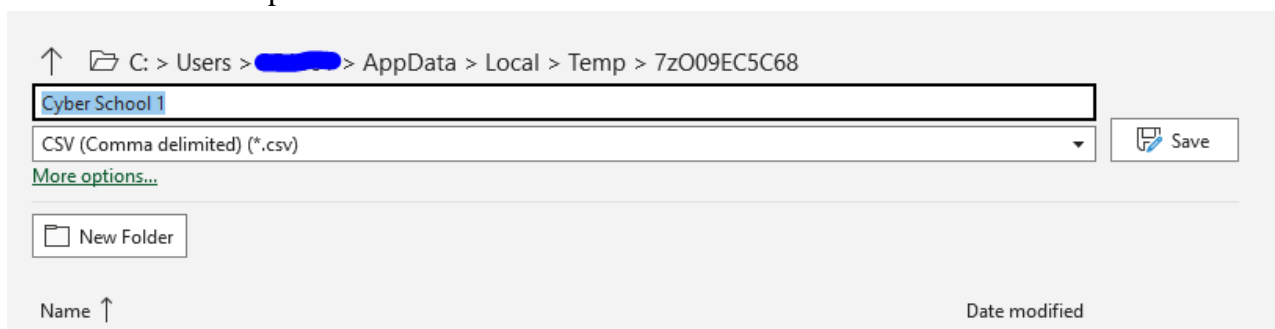 C: > Users > > AppData > Local > Temp > 7zO09EC5C68
Cyber School 1
CSV (Comma delimited) (*.csv)
Save
More options...
New Folder
Name
Date modified